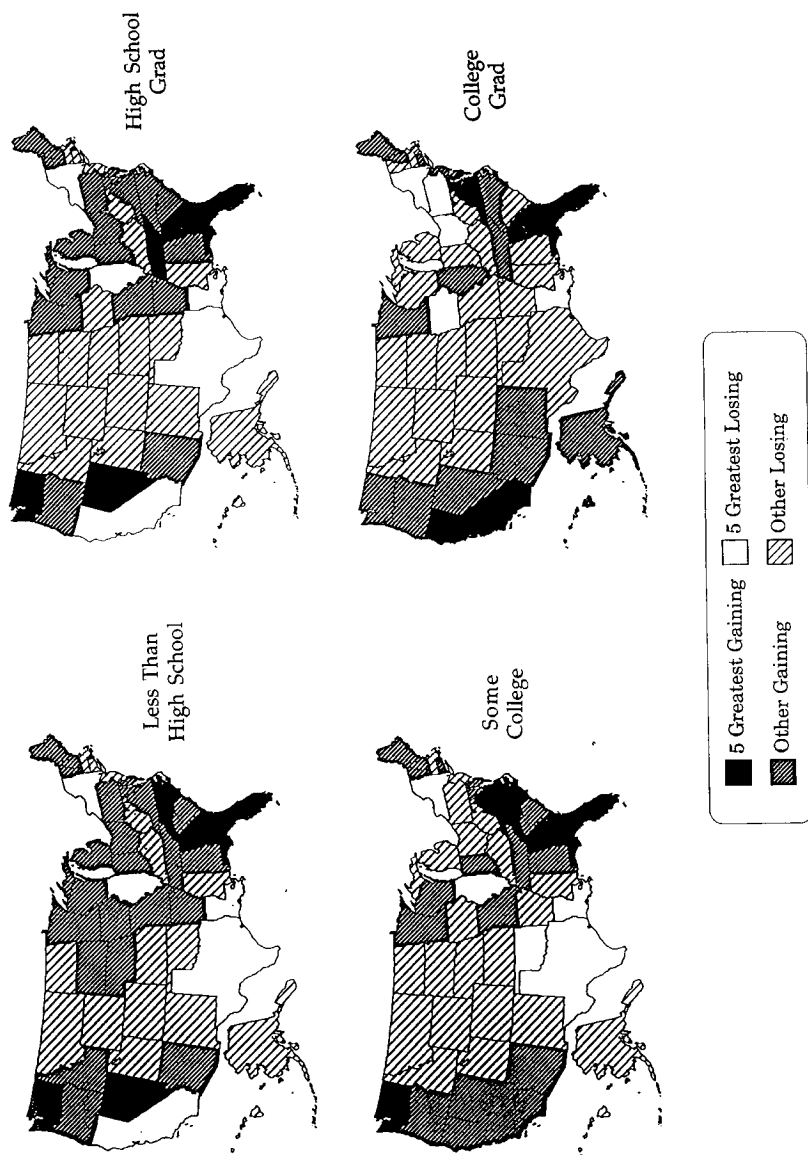 Less Than
High School
High School
Grad
Some
College
College
Grad
5 Greatest Gaining
5 Greatest Losing
Other Gaining
Other Losing